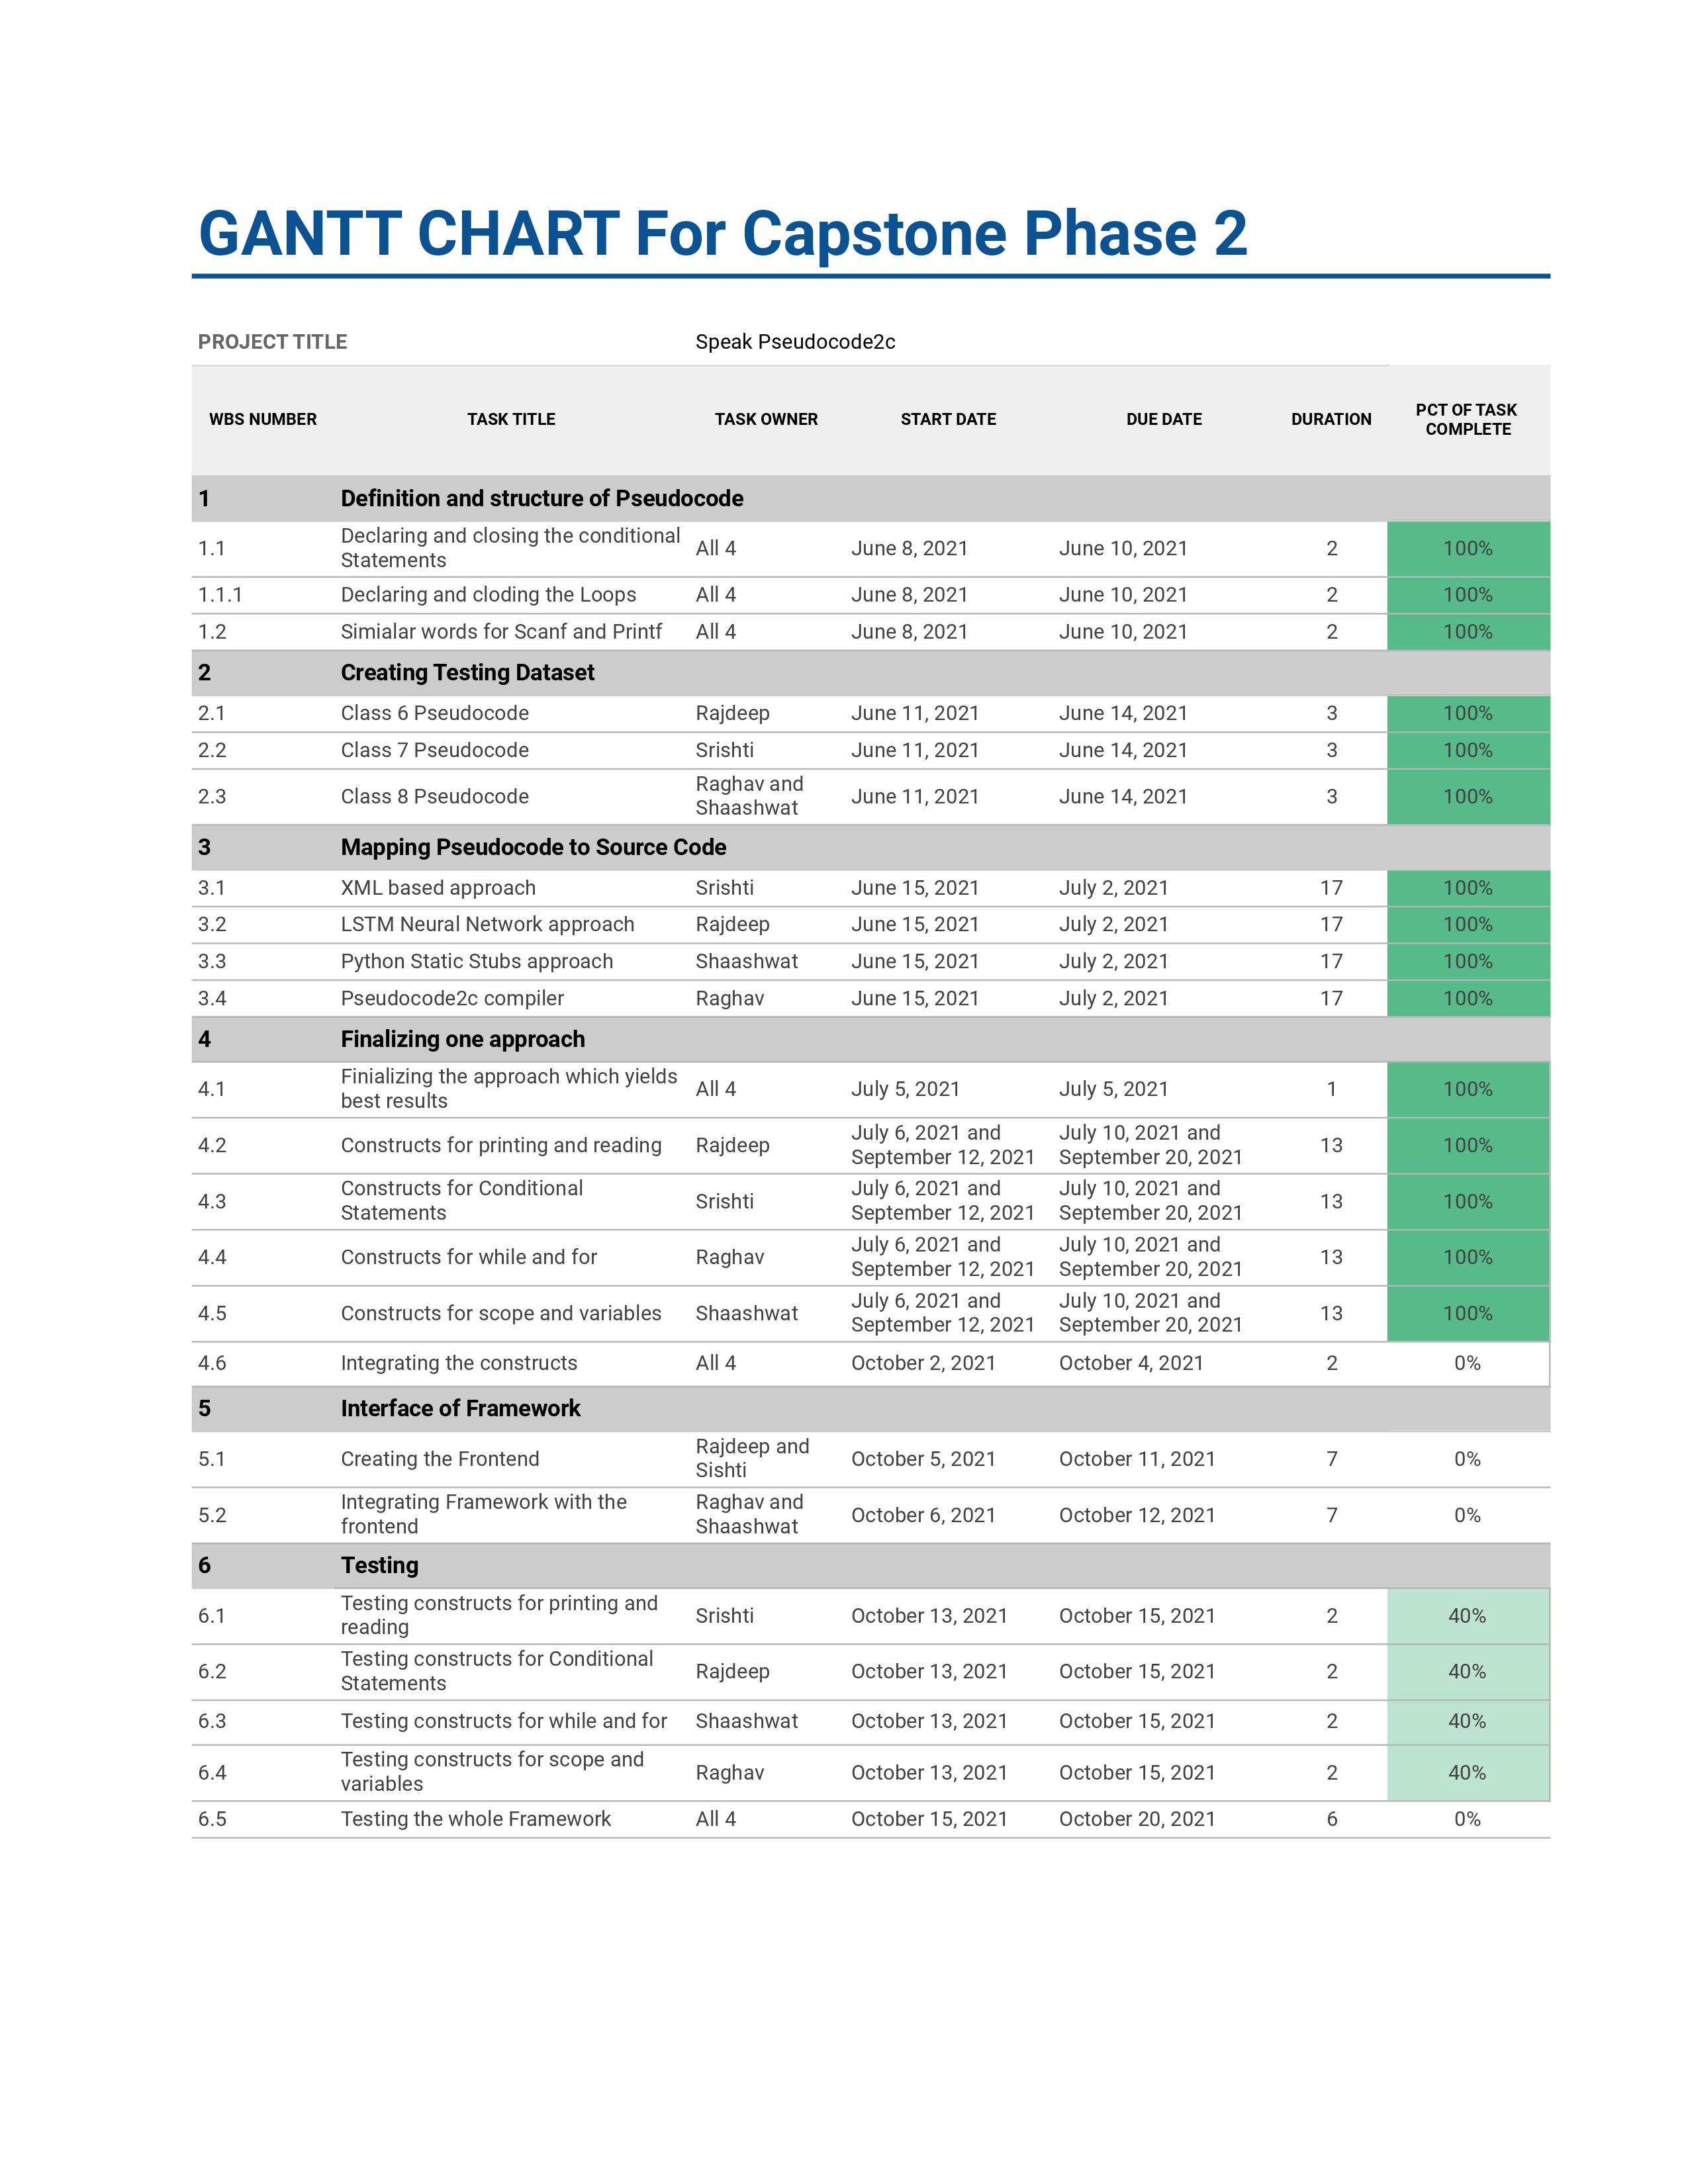 GANTT CHART For Capstone Phase 2
PROJECT TITLE Speak Pseudocode2c
WBS NUMBER TASK TITLE TASK OWNER START DATE DUE DATE DURATION PCT OF TASK COMPLETE
1 Definition and structure of Pseudocode
1.1 Declaring and closing the conditional Statements All 4 June 8, 2021 June 10, 2021 2 100%
1.1.1 Declaring and cloding the Loops All 4 June 8, 2021 June 10, 2021 2 100%
1.2 Simialar words for Scanf and Printf All 4 June 8, 2021 June 10, 2021 2 100%
2 Creating Testing Dataset
2.1 Class 6 Pseudocode Rajdeep June 11, 2021 June 14, 2021 3 100%
2.2 Class 7 Pseudocode Srishti June 11, 2021 June 14, 2021 3 100%
2.3 Class 8 Pseudocode Raghav and Shaashwat June 11, 2021 June 14, 2021 3 100%
3 Mapping Pseudocode to Source Code
3.1 XML based approach Srishti June 15, 2021 July 2, 2021 17 100%
3.2 LSTM Neural Network approach Rajdeep June 15, 2021 July 2, 2021 17 100%
3.3 Python Static Stubs approach Shaashwat June 15, 2021 July 2, 2021 17 100%
3.4 Pseudocode2c compiler Raghav June 15, 2021 July 2, 2021 17 100%
4 Finalizing one approach
4.1 Finializing the approach which yields best results All 4 July 5, 2021 July 5, 2021 1 100%
4.2 Constructs for printing and reading Rajdeep July 6, 2021 and September 12, 2021 July 10, 2021 and September 20, 2021 13 100%
4.3 Constructs for Conditional Statements Srishti July 6, 2021 and September 12, 2021 July 10, 2021 and September 20, 2021 13 100%
4.4 Constructs for while and for Raghav July 6, 2021 and September 12, 2021 July 10, 2021 and September 20, 2021 13 100%
4.5 Constructs for scope and variables Shaashwat July 6, 2021 and September 12, 2021 July 10, 2021 and September 20, 2021 13 100%
4.6 Integrating the constructs All 4 October 2, 2021 October 4, 2021 2 0%
5 Interface of Framework
5.1 Creating the Frontend Rajdeep and Sishti October 5, 2021 October 11, 2021 7 0%
5.2 Integrating Framework with the frontend Raghav and Shaashwat October 6, 2021 October 12, 2021 7 0%
6 Testing
6.1 Testing constructs for printing and reading Srishti October 13, 2021 October 15, 2021 2 40%
6.2 Testing constructs for Conditional Statements Rajdeep October 13, 2021 October 15, 2021 2 40%
6.3 Testing constructs for while and for Shaashwat October 13, 2021 October 15, 2021 2 40%
6.4 Testing constructs for scope and variables Raghav October 13, 2021 October 15, 2021 2 40%
6.5 Testing the whole Framework All 4 October 15, 2021 October 20, 2021 6 0%